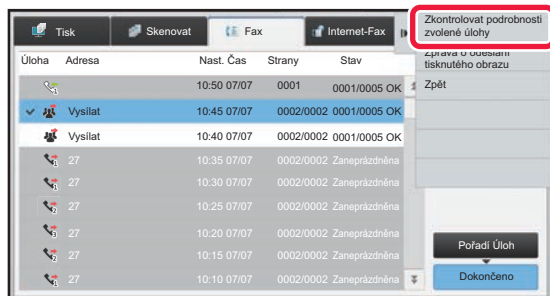 Tisk Skenovat Fax Internet-Fax
Zkontrolovat podrobnosti
zvolené úlohy
Zpráva o odeslání
tisknutého obrazu
Zpět
Úloha Adresa Nast. Čas Strany Stav
10:50 07/07 0001 0001/0005 OK
Vysílat 10:45 07/07 0002/0002 0001/0005 OK
Vysílat 10:40 07/07 0002/0002 0001/0005 OK
27 10:35 07/07 0002/0002 Zaneprázdněna
27 10:30 07/07 0002/0002 Zaneprázdněna
27 10:25 07/07 0002/0002 Zaneprázdněna
27 10:20 07/07 0002/0002 Zaneprázdněna
27 10:15 07/07 0002/0002 Zaneprázdněna
27 10:10 07/07 0002/0002 Zaneprázdněna
Pořadí Úloh
Dokončeno